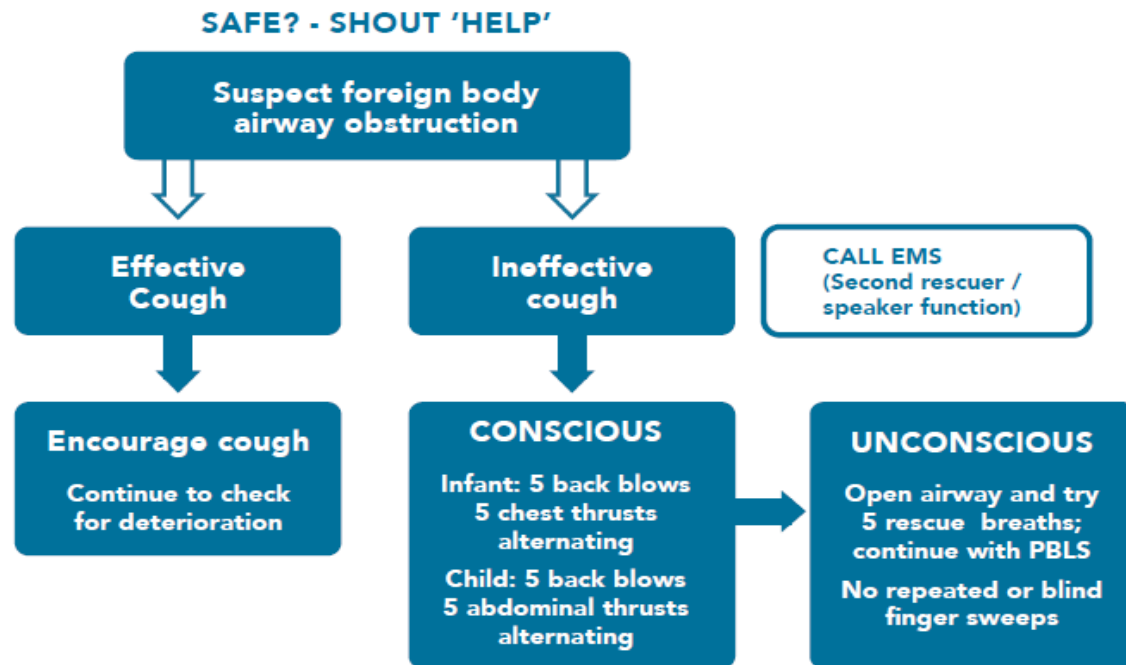 SAFE? - SHOUT ‘HELP’
Suspect foreign body
airway obstruction
Effective
Cough
Ineffective
cough
CALL EMS
(Second rescuer /
speaker function)
Encourage cough
Continue to check
for deterioration
CONSCIOUS
Infant: 5 back blows
5 chest thrusts
alternating
Child: 5 back blows
5 abdominal thrusts
alternating
UNCONSCIOUS
Open airway and try
5 rescue breaths;
continue with PBLS
No repeated or blind
finger sweeps